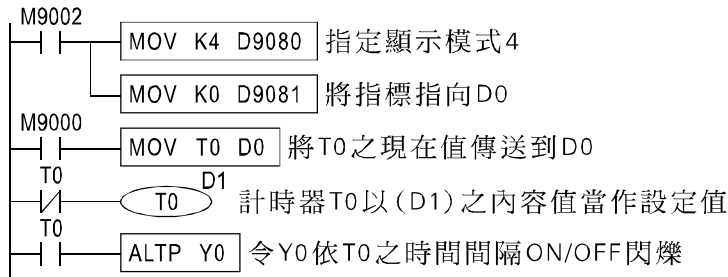 M9002
MOV K4 D9080 指定顯示模式4
MOV K0 D9081 將指標指向D0
M9000
MOV T0 D0 將T0之現在值傳送到D0
T0 D1
T0 計時器T0以(D1)之內容值當作設定值
T0
ALTP Y0 令Y0依T0之時間間隔ON/OFF閃爍